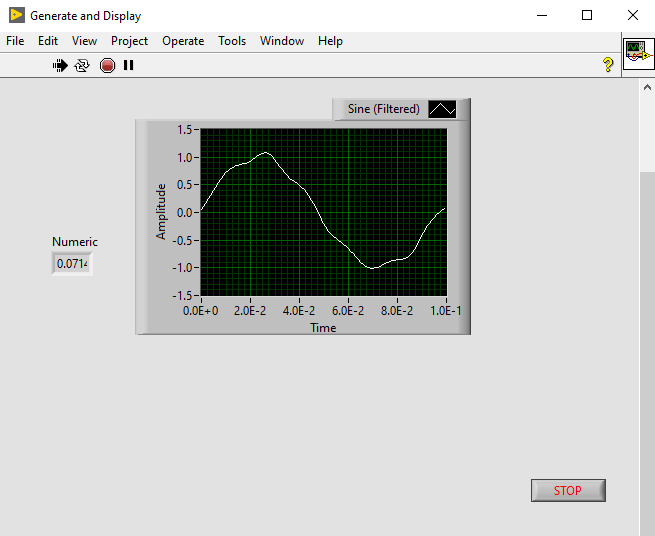 Generate and Display
File Edit View Project Operate Tools Window Help
?
Sine (Filtered)
1.5
1.0
0.5
0.0
-0.5
-1.0
-1.5
Amplitude
0.0E+0 2.0E-2 4.0E-2 6.0E-2 8.0E-2 1.0E-1
Time
Numeric
0.071
STOP